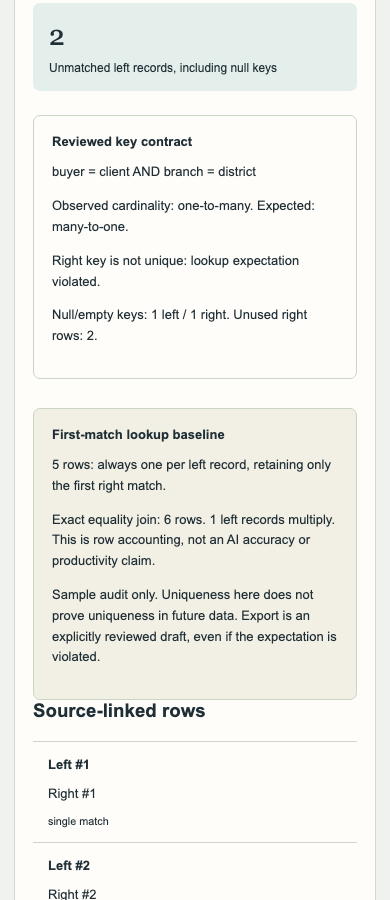 2
Unmatched left records, including null keys
Reviewed key contract
buyer = client AND branch = district
Observed cardinality: one-to-many. Expected:
many-to-one.
Right key is not unique: lookup expectation
violated.
Null/empty keys: 1 left / 1 right. Unused right
rows: 2.
First-match lookup baseline
5 rows: always one per left record, retaining only
the first right match.
Exact equality join: 6 rows. 1 left records multiply.
This is row accounting, not an AI accuracy or
productivity claim.
Sample audit only. Uniqueness here does not
prove uniqueness in future data. Export is an
explicitly reviewed draft, even if the expectation is
violated.
Source-linked rows
Left #1
Right #1
single match
Left #2
Right #2